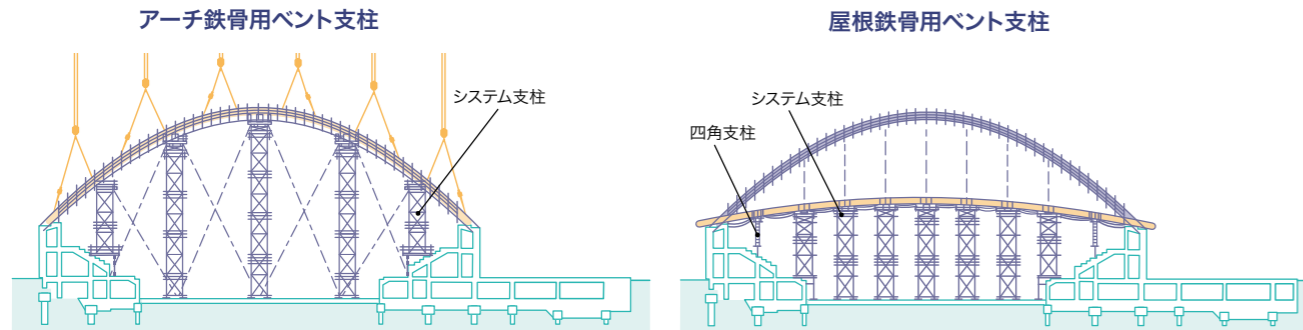 アーチ鉄骨用ベント支柱
屋根鉄骨用ベント支柱
システム支柱
システム支柱
四角支柱